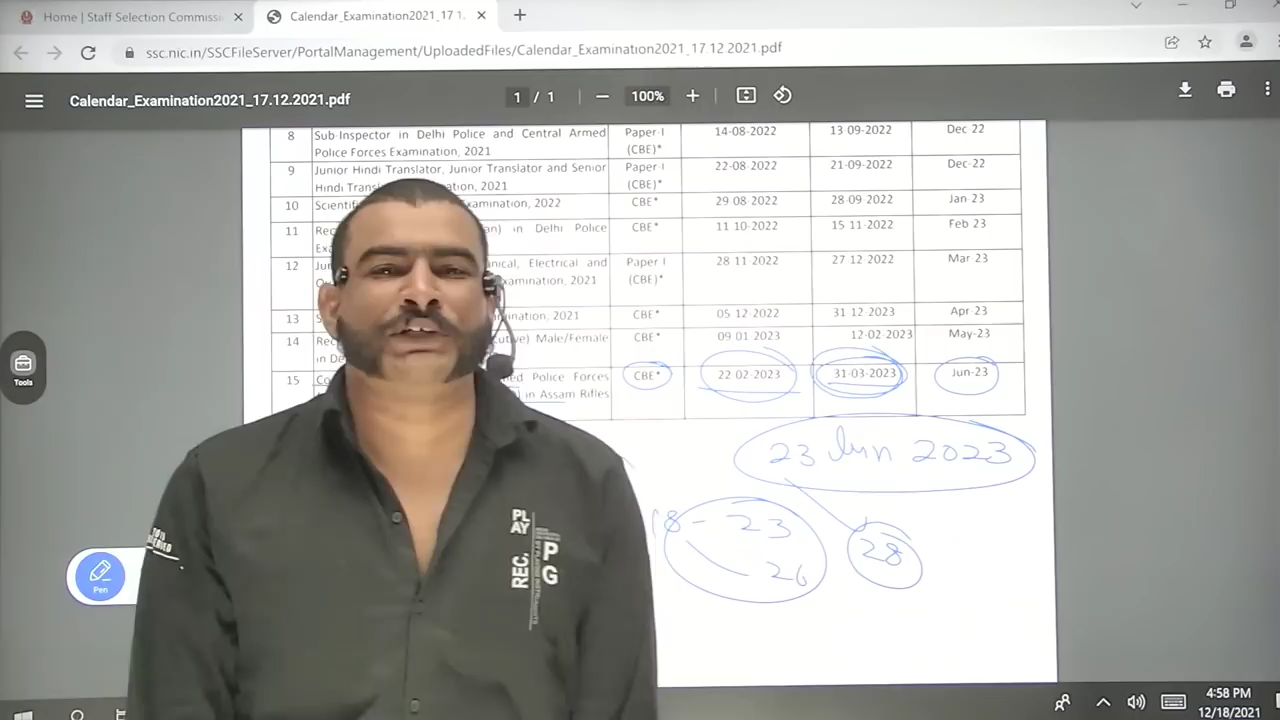 Home | Staff Selection Commissi
Calendar_Examination2021_17 1.
ssc.nic.in/SSCFileServer/PortalManagement/UploadedFiles/Calendar_Examination2021_17 12 2021.pdf
Calendar_Examination2021_17.12.2021.pdf
1 / 1
100%
8 Sub-Inspector in Delhi Police and Central Armed Paper-I 14-08-2022 13 09-2022 Dec 22
Police Forces Examination, 2021 (CBE)*
9 Junior Hindi Translator, Junior Translator and Senior Paper-I 22-08-2022 21-09-2022 Dec-22
Hindi ation, 2021 (CBE)*
10 Examination, 2022 CBE* 29 08-2022 28-09-2022 Jan-23
11 in Delhi Police CBE* 11 10-2022 15 11-2022 Feb 23
12 Electrical and Paper I 28 11-2022 27 12-2022 Mar 23
2021 (CBE)*
13 2021 CBE* 05 12-2022 31 12-2023 Apr-23
14 Male/Female CBE* 09 01 2023 12-02-2023 May-23
in
15 Police Forces CBE* 22 02-2023 31-03-2023 Jun-23
in Assam Rifles
23 Jun 2023
18 - 23
26
28
Tools
Pen
PL
AY
REC.
P
G
4:58 PM
12/18/2021